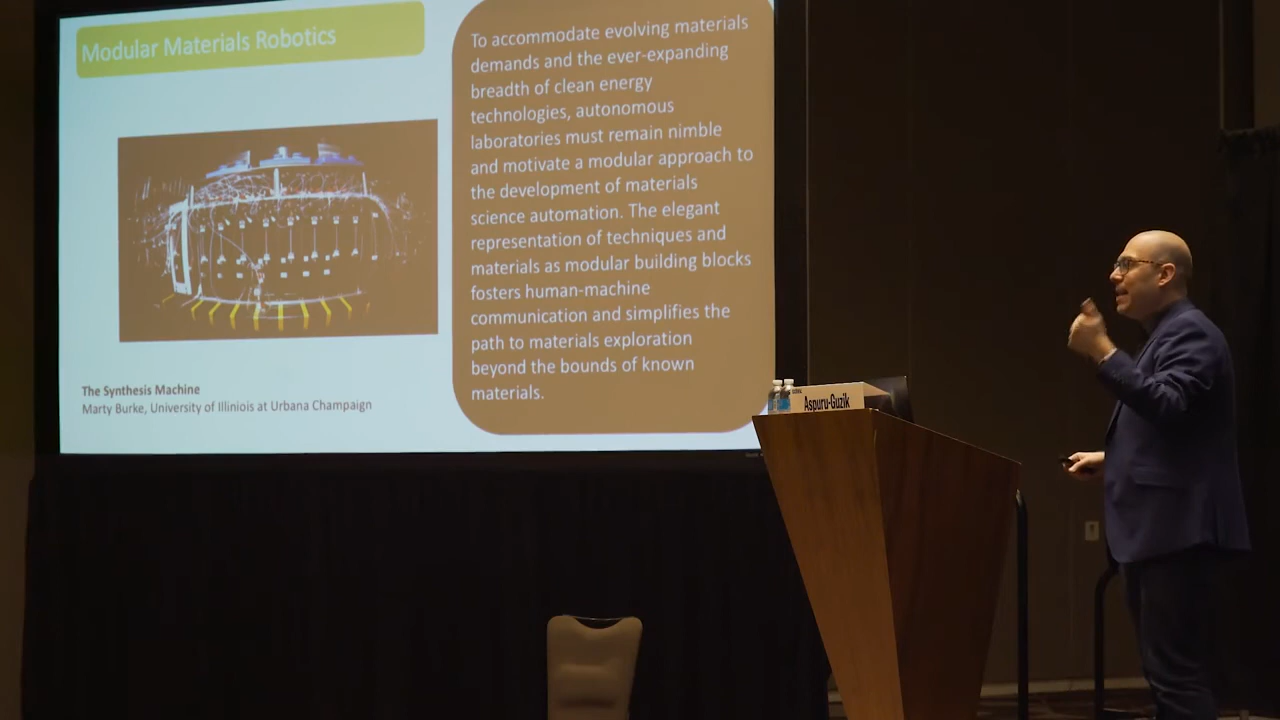 Modular Materials Robotics
To accommodate evolving materials
demands and the ever-expanding
breadth of clean energy
technologies, autonomous
laboratories must remain nimble
and motivate a modular approach to
the development of materials
science automation. The elegant
representation of techniques and
materials as modular building blocks
fosters human-machine
communication and simplifies the
path to materials exploration
beyond the bounds of known
materials.
The Synthesis Machine
Marty Burke, University of Illiniois at Urbana Champaign
Aspuru-Guzik